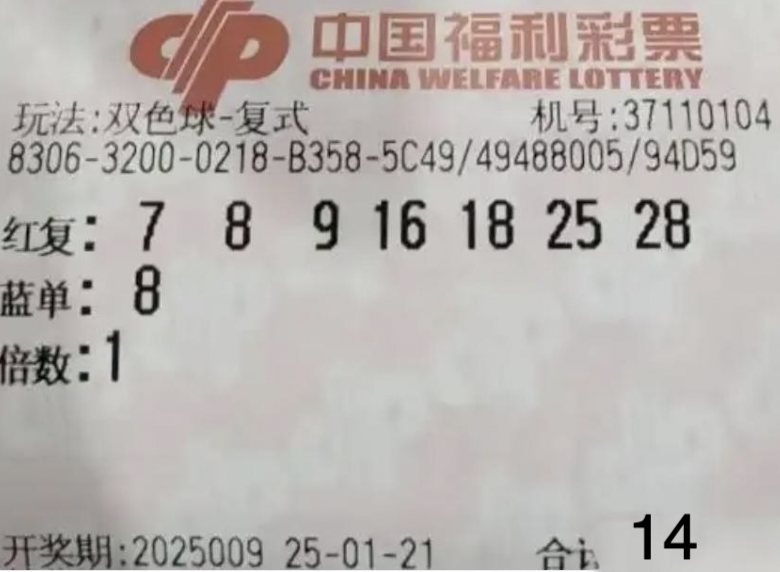 中国福利彩票
CHINA WELFARE LOTTERY
玩法:双色球-复式 机号:37110104
8306-3200-0218-B358-5C49/49488005/94D59
红复: 7 8 9 16 18 25 28
蓝单: 8
倍数:1
开奖期:2025009 25-01-21 合计 14